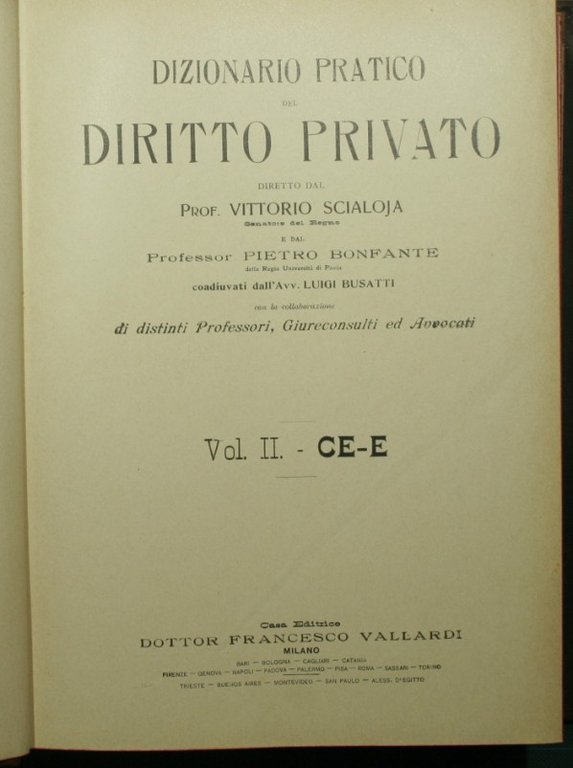 DIZIONARIO PRATICO
DEL
DIRITTO PRIVATO
DIRETTO DAL
PROF. VITTORIO SCIALOJA
Senatore del Regno
E DAL
Professor PIETRO BONFANTE
della Regia Università di Pavia
coadiuvati dall'Avv. LUIGI BUSATTI
con la collaborazione
di distinti Professori, Giureconsulti ed Avvocati
Vol. II. - CE-E
Casa Editrice
DOTTOR FRANCESCO VALLARDI
MILANO
BARI — BOLOGNA — CAGLIARI — CATANIA
FIRENZE — GENOVA — NAPOLI — PADOVA — PALERMO — PISA — ROMA — SASSARI — TORINO
TRIESTE — BUENOS AIRES — MONTEVIDEO — SAN PAULO — ALESS. D'EGITTO